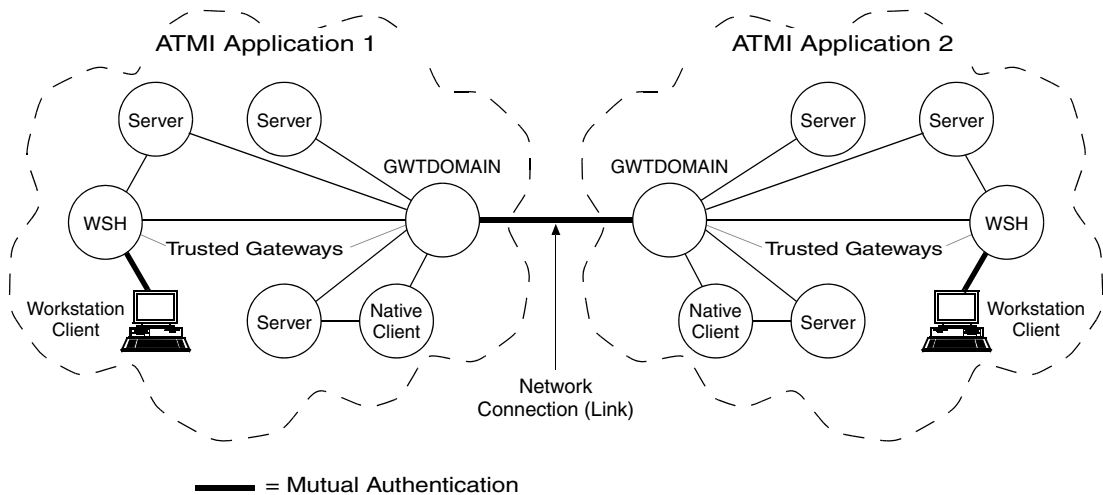 ATMI Application 1
ATMI Application 2
Server
Server
Server
Server
GWTDOMAIN
GWTDOMAIN
WSH
WSH
Trusted Gateways
Trusted Gateways
Workstation
Client
Server
Native
Client
Native
Client
Server
Workstation
Client
Network
Connection (Link)
= Mutual Authentication